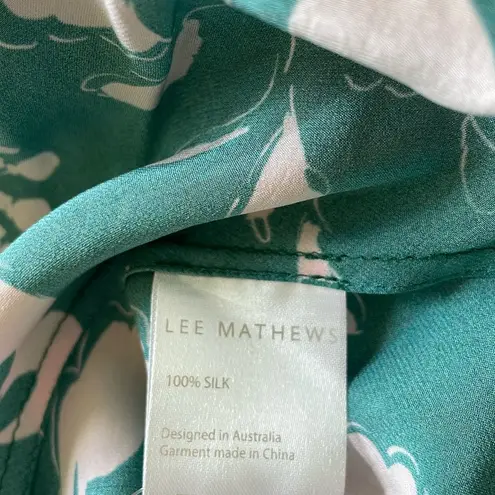 LEE MATHEWS
100% SILK
Designed in Australia
Garment made in China